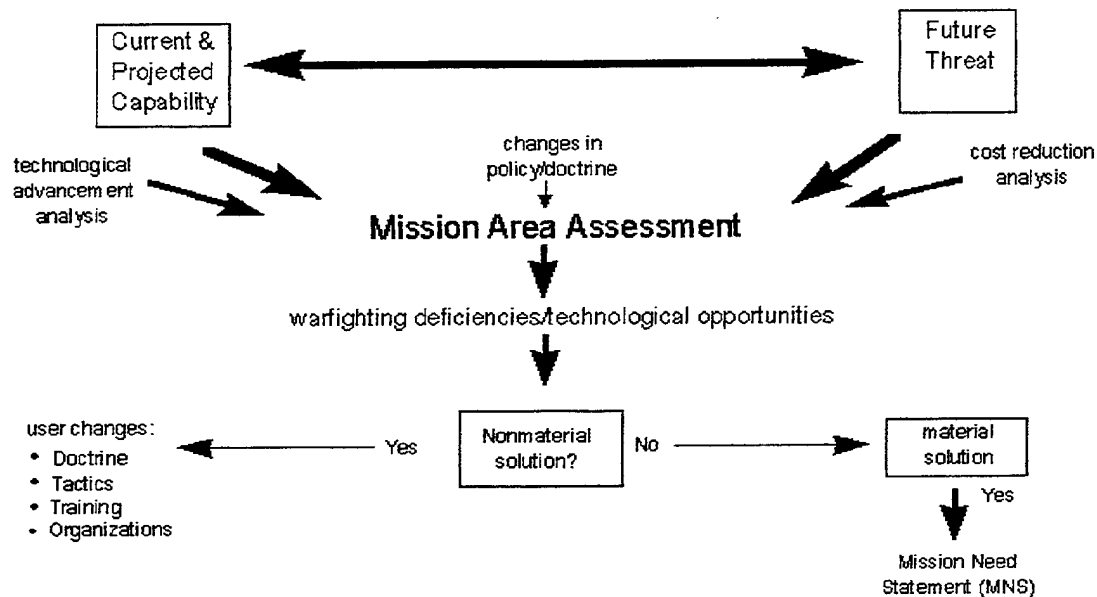 Current &
Projected
Capability
Future
Threat
technological
advancement
analysis
changes in
policy/doctrine
cost reduction
analysis
Mission Area Assessment
warfighting deficiencies/technological opportunities
user changes:
• Doctrine
• Tactics
• Training
• Organizations
Yes
Nonmaterial
solution?
No
material
solution
Yes
Mission Need
Statement (MNS)